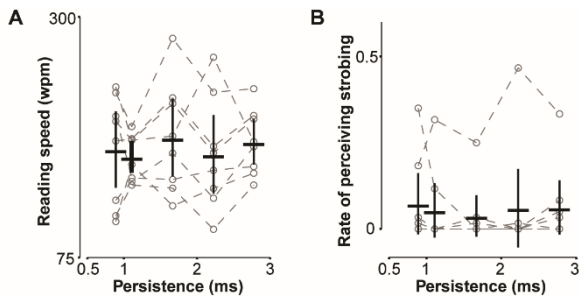 A
300
Reading speed (wpm)
75
0.5 1 2 3
Persistence (ms)
B
0.5
Rate of perceiving strobing
0
0.5 1 2 3
Persistence (ms)